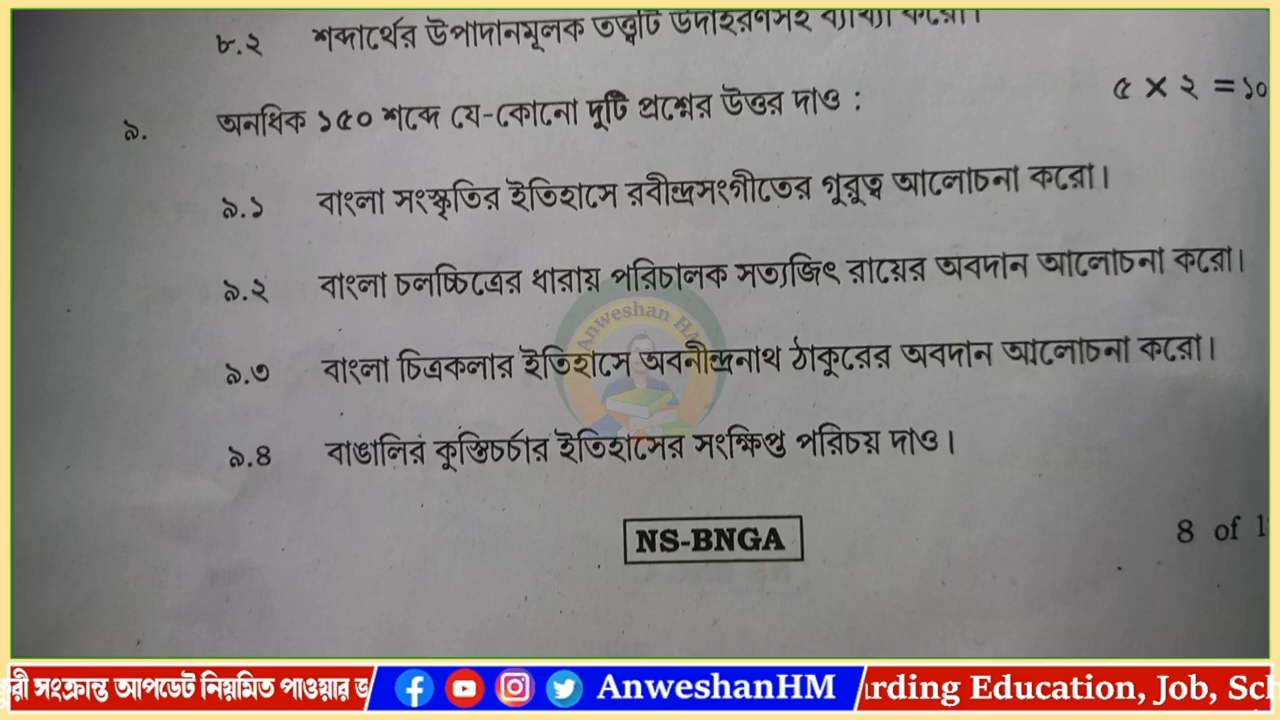 ৮.২ শব্দার্থের উপাদানমূলক তত্ত্বটি উদাহরণসহ ব্যাখ্যা করো।
৯. অনধিক ১৫০ শব্দে যে-কোনো দুটি প্রশ্নের উত্তর দাও : ৫ × ২ = ১০
৯.১ বাংলা সংস্কৃতির ইতিহাসে রবীন্দ্রসংগীতের গুরুত্ব আলোচনা করো।
৯.২ বাংলা চলচ্চিত্রের ধারায় পরিচালক সত্যজিৎ রায়ের অবদান আলোচনা করো।
Anweshan HM
৯.৩ বাংলা চিত্রকলার ইতিহাসে অবনীন্দ্রনাথ ঠাকুরের অবদান আলোচনা করো।
৯.৪ বাঙালির কুস্তিচর্চার ইতিহাসের সংক্ষিপ্ত পরিচয় দাও।
NS-BNGA
8 of 1
রী সংক্রান্ত আপডেট নিয়মিত পাওয়ার জ AnweshanHM rding Education, Job, Sch